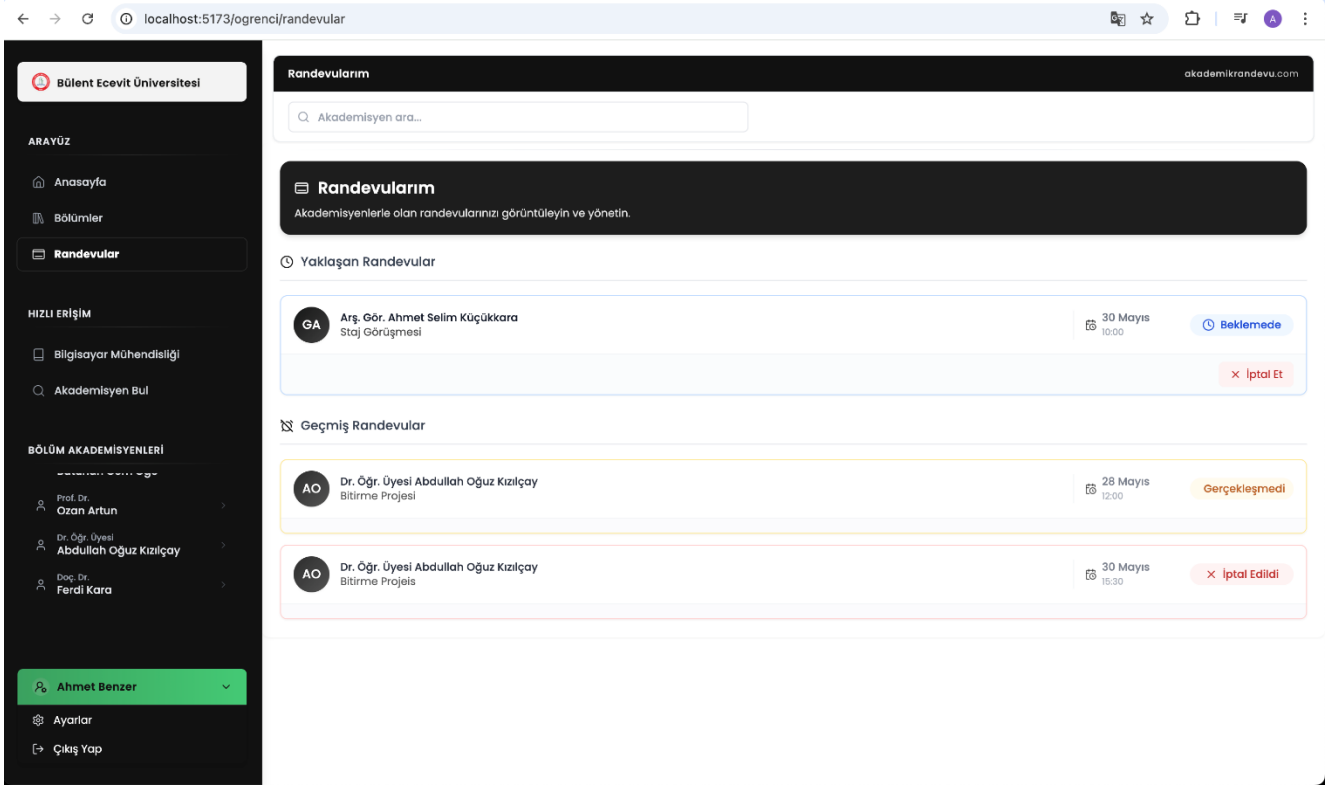 localhost:5173/ogrenci/randevular
A
Bülent Ecevit Üniversitesi
ARAYÜZ
Anasayfa
Bölümler
Randevular
HIZLI ERİŞİM
Bilgisayar Mühendisliği
Akademisyen Bul
BÖLÜM AKADEMİSYENLERİ
Prof. Dr.
Ozan Artun
Dr. Öğr. Üyesi
Abdullah Oğuz Kızılçay
Doç. Dr.
Ferdi Kara
Ahmet Benzer
Ayarlar
Çıkış Yap
Randevularım
akademikrandevu.com
Akademisyen ara...
Randevularım
Akademisyenlerle olan randevularınızı görüntüleyin ve yönetin.
Yaklaşan Randevular
GA
Arş. Gör. Ahmet Selim Küçükkara
Staj Görüşmesi
30 Mayıs
10:00
Beklemede
İptal Et
Geçmiş Randevular
AO
Dr. Öğr. Üyesi Abdullah Oğuz Kızılçay
Bitirme Projesi
28 Mayıs
12:00
Gerçekleşmedi
AO
Dr. Öğr. Üyesi Abdullah Oğuz Kızılçay
Bitirme Projeis
30 Mayıs
15:30
İptal Edildi